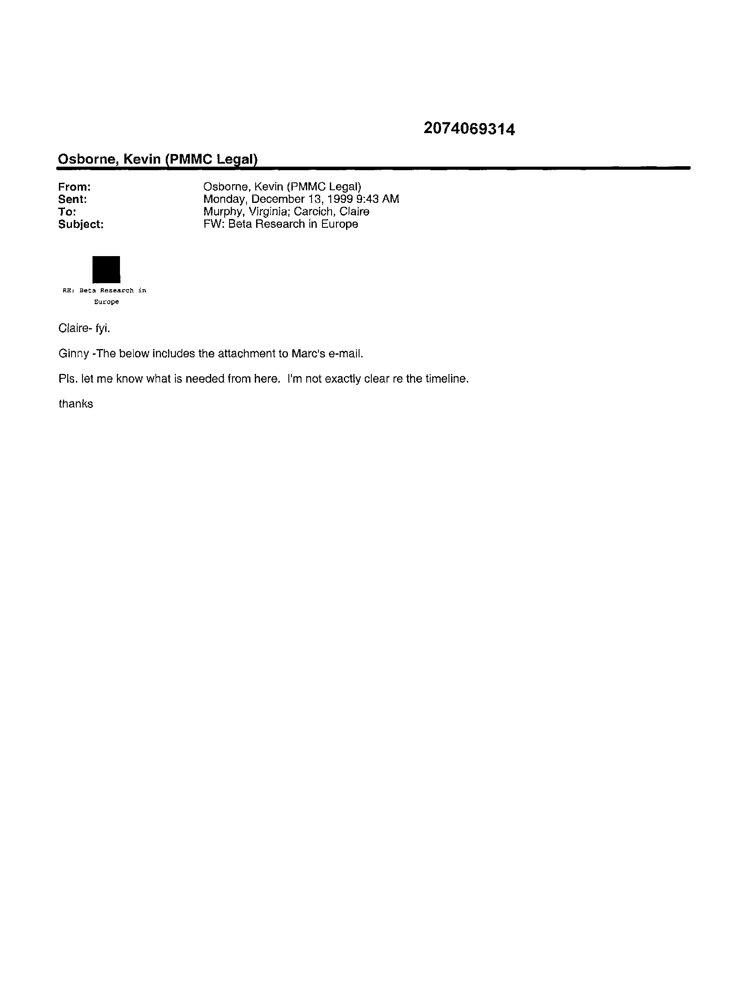 2074069314
Osborne, Kevin (PMMC Legal)
From: Osborne, Kevin (PMMC Legal)
Sent: Monday, December 13, 1999 9:43 AM
To: Murphy, Virginia; Carcich, Claire
Subject: FW: Beta Research in Europe
RE: Beta Research in
Europe
Claire- fyi.
Ginny -The below includes the attachment to Marc's e-mail.
Pls. let me know what is needed from here.  I'm not exactly clear re the timeline.
thanks